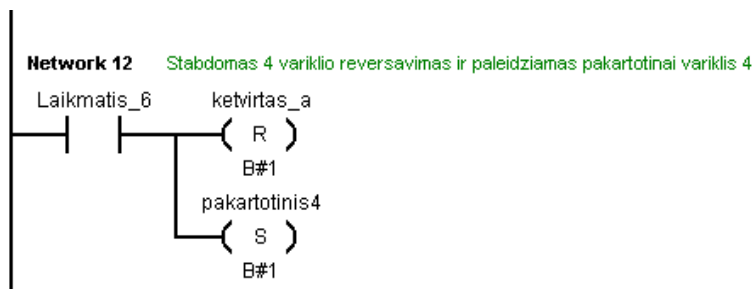 Network 12 Stabdomas 4 variklio reversavimas ir paleidziamas pakartotinai variklis 4
Laikmatis_6 ketvirtas_a
R
B#1
pakartotinis4
S
B#1